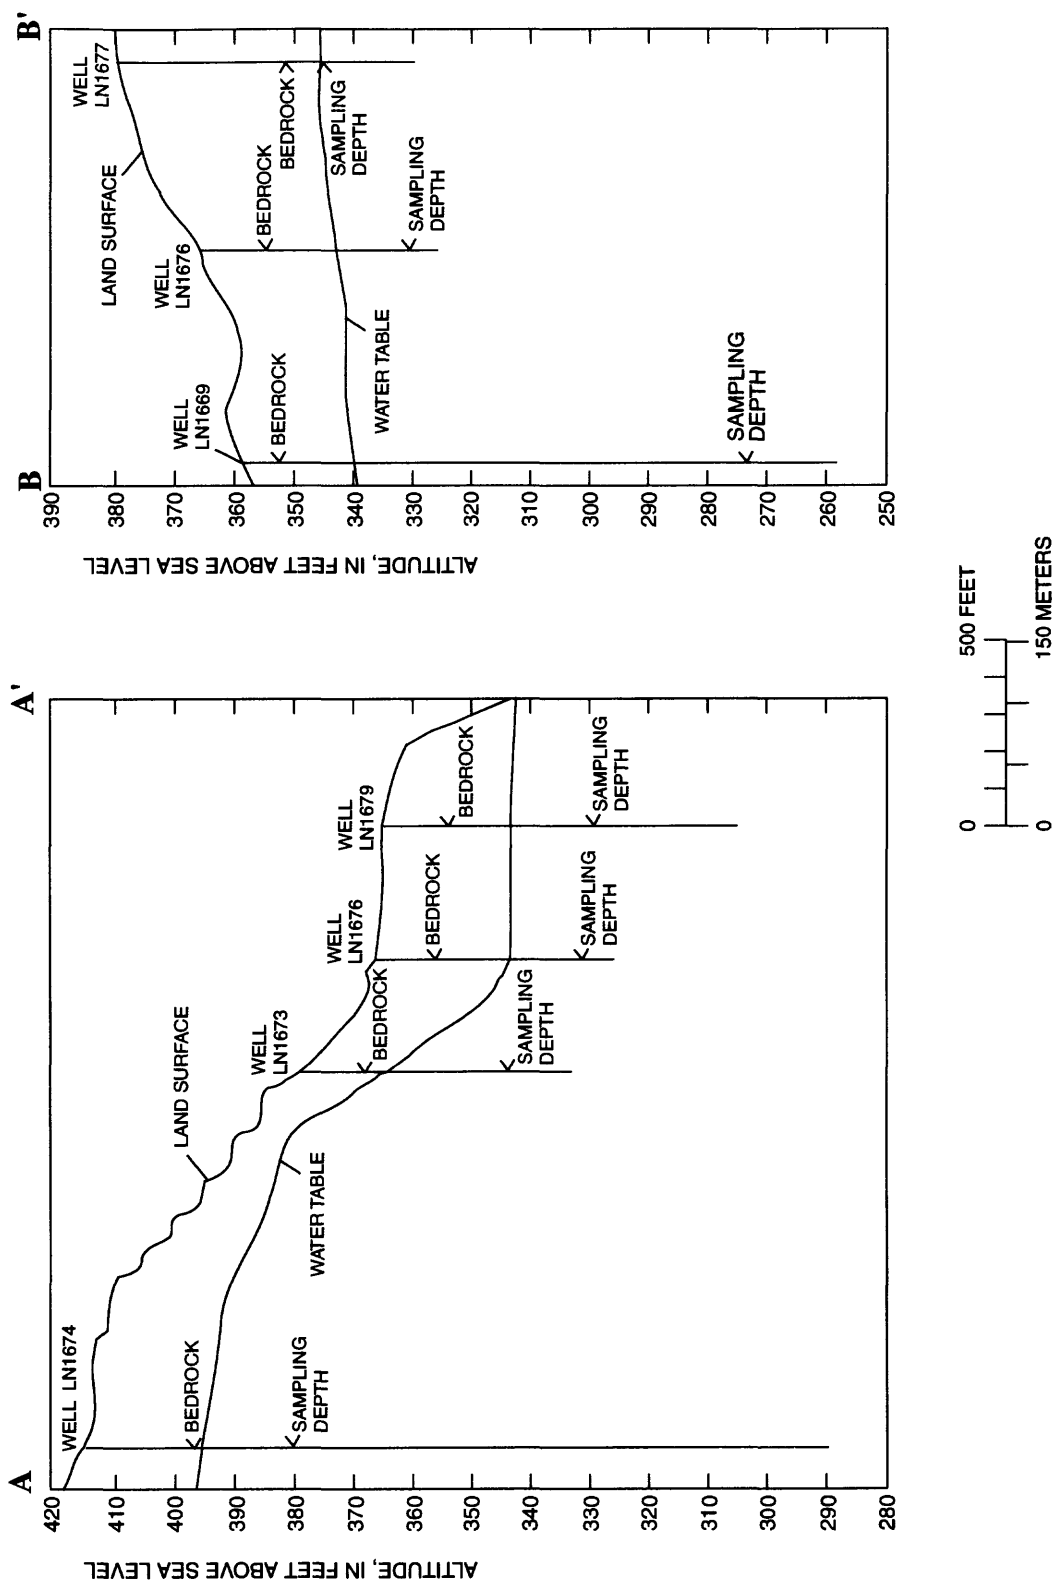 A
A'
ALTITUDE, IN FEET ABOVE SEA LEVEL
420
410
400
390
380
370
360
350
340
330
320
310
300
290
280
WELL LN1674
BEDROCK
SAMPLING
DEPTH
LAND SURFACE
WATER TABLE
WELL
LN1673
BEDROCK
SAMPLING
DEPTH
WELL
LN1676
BEDROCK
SAMPLING
DEPTH
WELL
LN1679
BEDROCK
SAMPLING
DEPTH
B
B'
ALTITUDE, IN FEET ABOVE SEA LEVEL
390
380
370
360
350
340
330
320
310
300
290
280
270
260
250
WELL
LN1669
BEDROCK
SAMPLING
DEPTH
WATER TABLE
LAND SURFACE
WELL
LN1676
BEDROCK
SAMPLING
DEPTH
WELL
LN1677
BEDROCK
SAMPLING
DEPTH
0
500 FEET
0
150 METERS